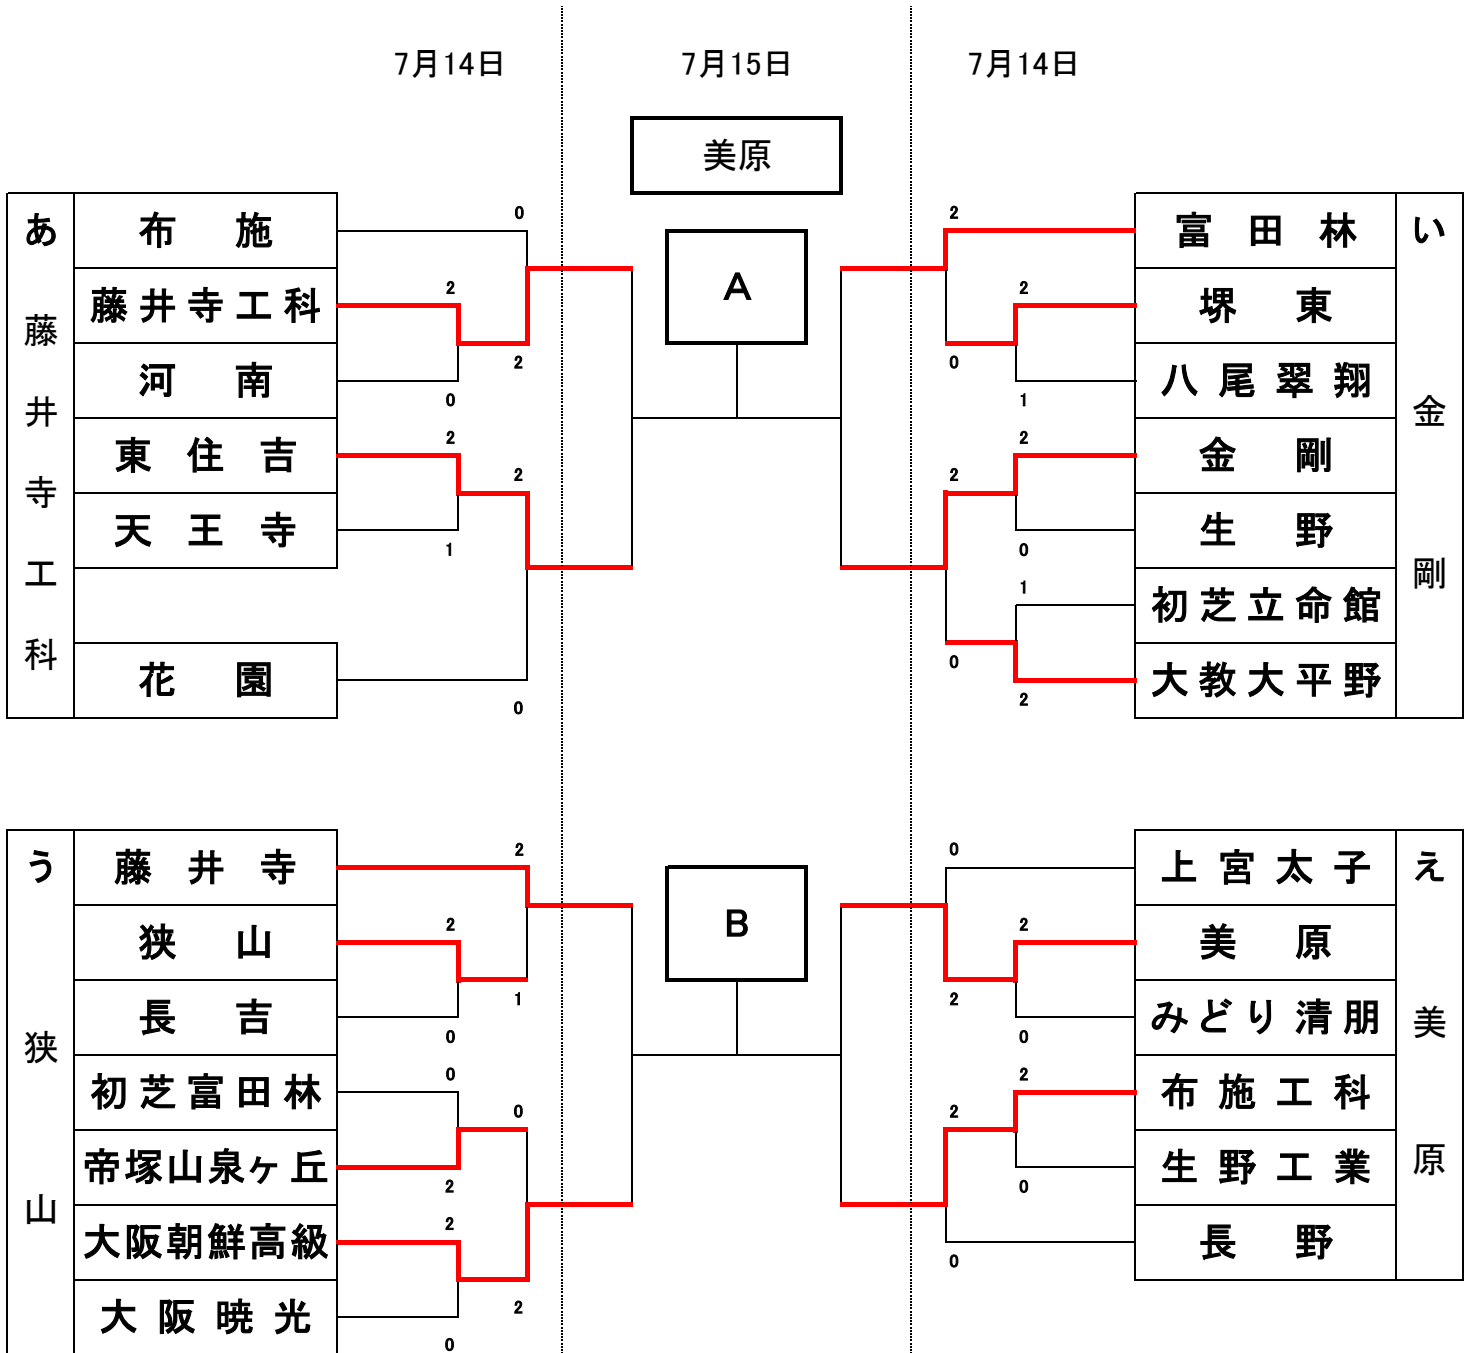 7月14日 7月15日 7月14日
美原
あ 藤井寺工科
布施
藤井寺工科
河南
東住吉
天王寺
花園
0
2
2
0
2
2
1
0
A
2
2
0
1
2
2
0
1
0
2
富田林
堺東
八尾翠翔
金剛
生野
初芝立命館
大教大平野
い 金剛
う 狭山
藤井寺
狭山
長吉
初芝富田林
帝塚山泉ヶ丘
大阪朝鮮高級
大阪暁光
2
2
1
0
0
0
2
2
2
0
B
0
2
2
0
2
2
0
0
上宮太子
美原
みどり清朋
布施工科
生野工業
長野
え 美原